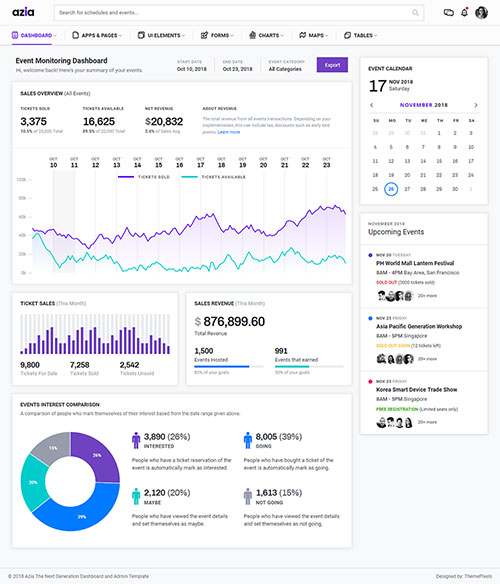 azia
Search for schedules and events...
DASHBOARD
APPS & PAGES
UI ELEMENTS
FORMS
CHARTS
MAPS
TABLES
Event Monitoring Dashboard
Hi, welcome back! Here's your summary of your events.
START DATE
Oct 10, 2018
END DATE
Oct 23, 2018
EVENT CATEGORY
All Categories
Export
SALES OVERVIEW (All Events)
TICKETS SOLD
3,375
10.5% of 20,000 Total
TICKETS AVAILABLE
16,625
89.5% of 20,000 Total
NET REVENUE
$20,832
3.4% of Sales Avg
ABOUT REVENUE
The total revenue from all events transactions. Depending on your
implementation, this can include tax, discounts such as early bird
promo. Learn more
OCT OCT OCT OCT OCT OCT OCT OCT OCT OCT OCT OCT OCT OCT
10 11 12 13 14 15 16 17 18 19 20 21 22 23
TICKETS SOLD
TICKETS AVAILABLE
100k
80k
60k
40k
20k
0k
TICKET SALES (This Month)
9,800
Tickets For Sale
7,258
Tickets Sold
2,542
Tickets Unsold
SALES REVENUE (This Month)
$ 876,899.60
Total Revenue
1,500
Events Hosted
85% of your goals
991
Events that earned
50% of your goals
EVENTS INTEREST COMPARISON
A comparison of people who mark themselves of their interest based from the date range given above.
15%
26%
20%
39%
3,890 (26%)
INTERESTED
People who have a ticket reservation of the
event is automatically mark as interested.
8,005 (39%)
GOING
People who have bought a ticket of the
event is automatically mark as going.
2,120 (20%)
MAYBE
People who have viewed the event details
and set themselves as maybe.
1,613 (15%)
NOT GOING
People who have viewed the event details
and set themselves as not going.
EVENT CALENDAR
17
NOV 2018
Saturday
NOVEMBER 2018
S M T W T F S
28 29 30 31 1 2 3
4 5 6 7 8 9 10
11 12 13 14 15 16 17
18 19 20 21 22 23 24
25 26 27 28 29 30 1
NOVEMBER 2018
Upcoming Events
NOV 20 TUESDAY
PH World Mall Lantern Festival
8AM - 4PM Bay Area, San Francisco
SOLD OUT (3000 tickets sold)
20+ more
NOV 23 FRIDAY
Asia Pacific Generation Workshop
8AM - 5PM Singapore
SOLD OUT SOON (12 tickets left)
20+ more
NOV 23 FRIDAY
Korea Smart Device Trade Show
8AM - 5PM Singapore
FREE REGISTRATION (Limited seats only)
20+ more
© 2018 Azia The Next Generation Dashboard and Admin Template
Designed by: ThemePixels